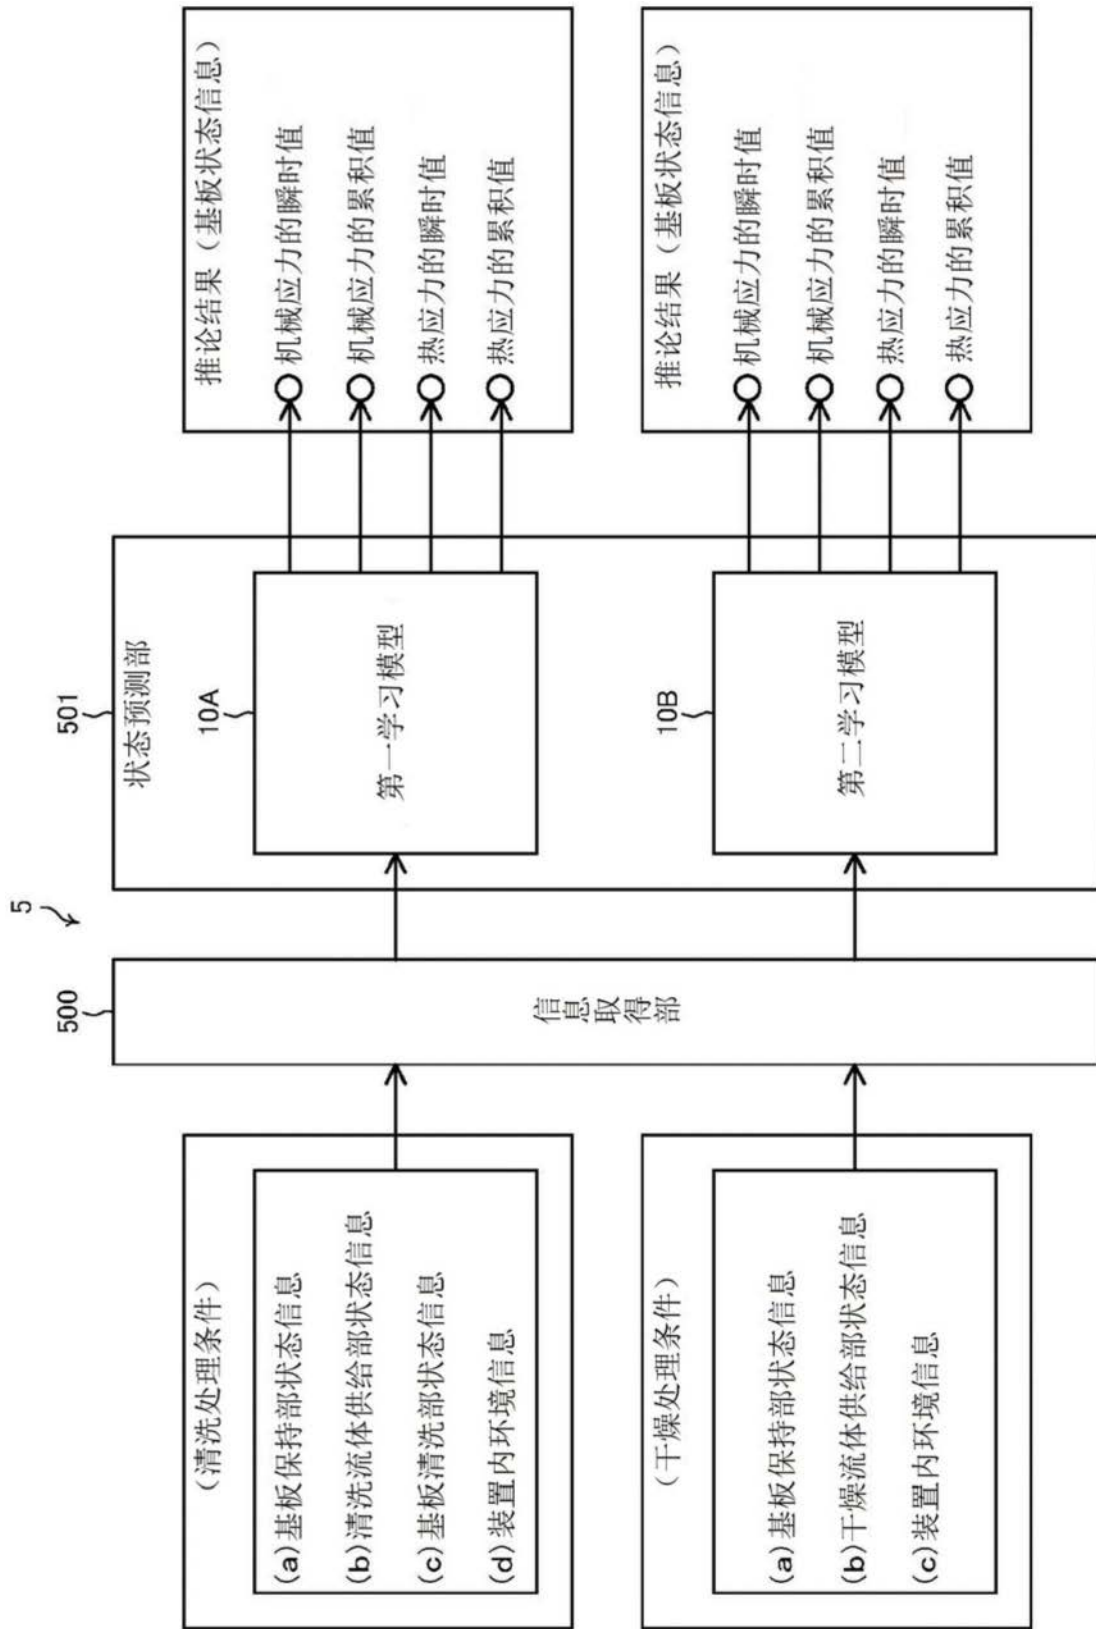 5
500
501
(清洗处理条件)
(a)基板保持部状态信息
(b)清洗流体供给部状态信息
(c)基板清洗部状态信息
(d)装置内环境信息
(干燥处理条件)
(a)基板保持部状态信息
(b)干燥流体供给部状态信息
(c)装置内环境信息
信息取得部
状态预测部
10A
第一学习模型
10B
第二学习模型
推论结果(基板状态信息)
机械应力的瞬时值
机械应力的累积值
热应力的瞬时值
热应力的累积值
推论结果(基板状态信息)
机械应力的瞬时值
机械应力的累积值
热应力的瞬时值
热应力的累积值